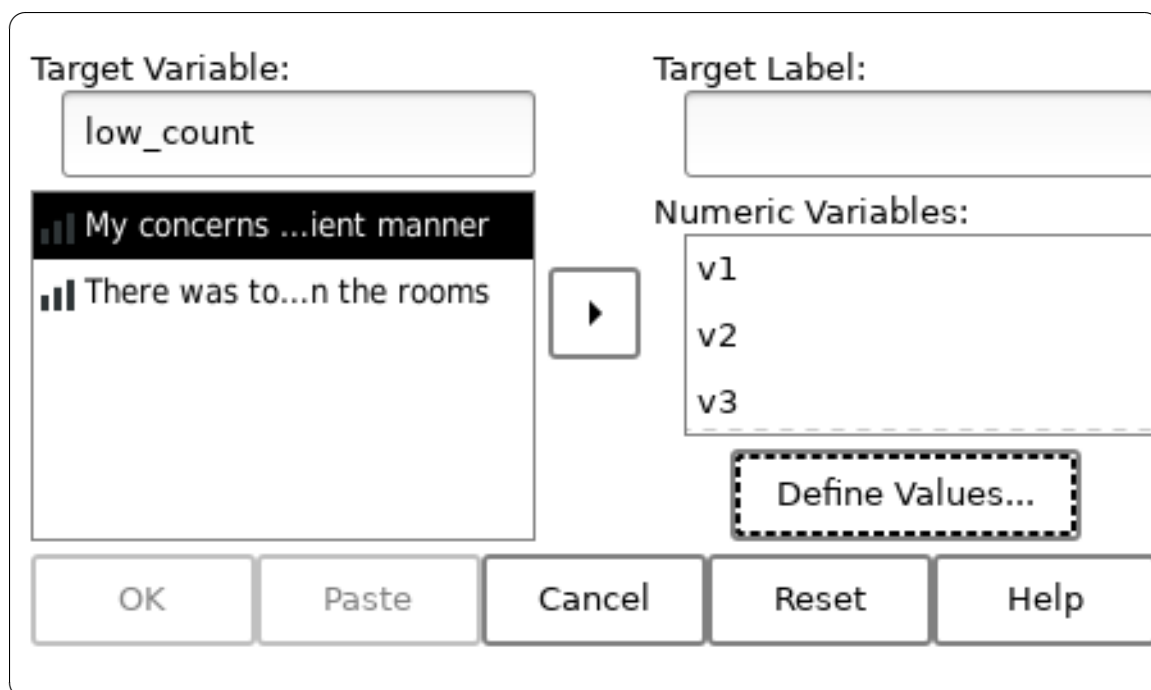 Target Variable:
low_count
My concerns ...ient manner
There was to...n the rooms
Target Label:
Numeric Variables:
v1
v2
v3
Define Values...
OK
Paste
Cancel
Reset
Help